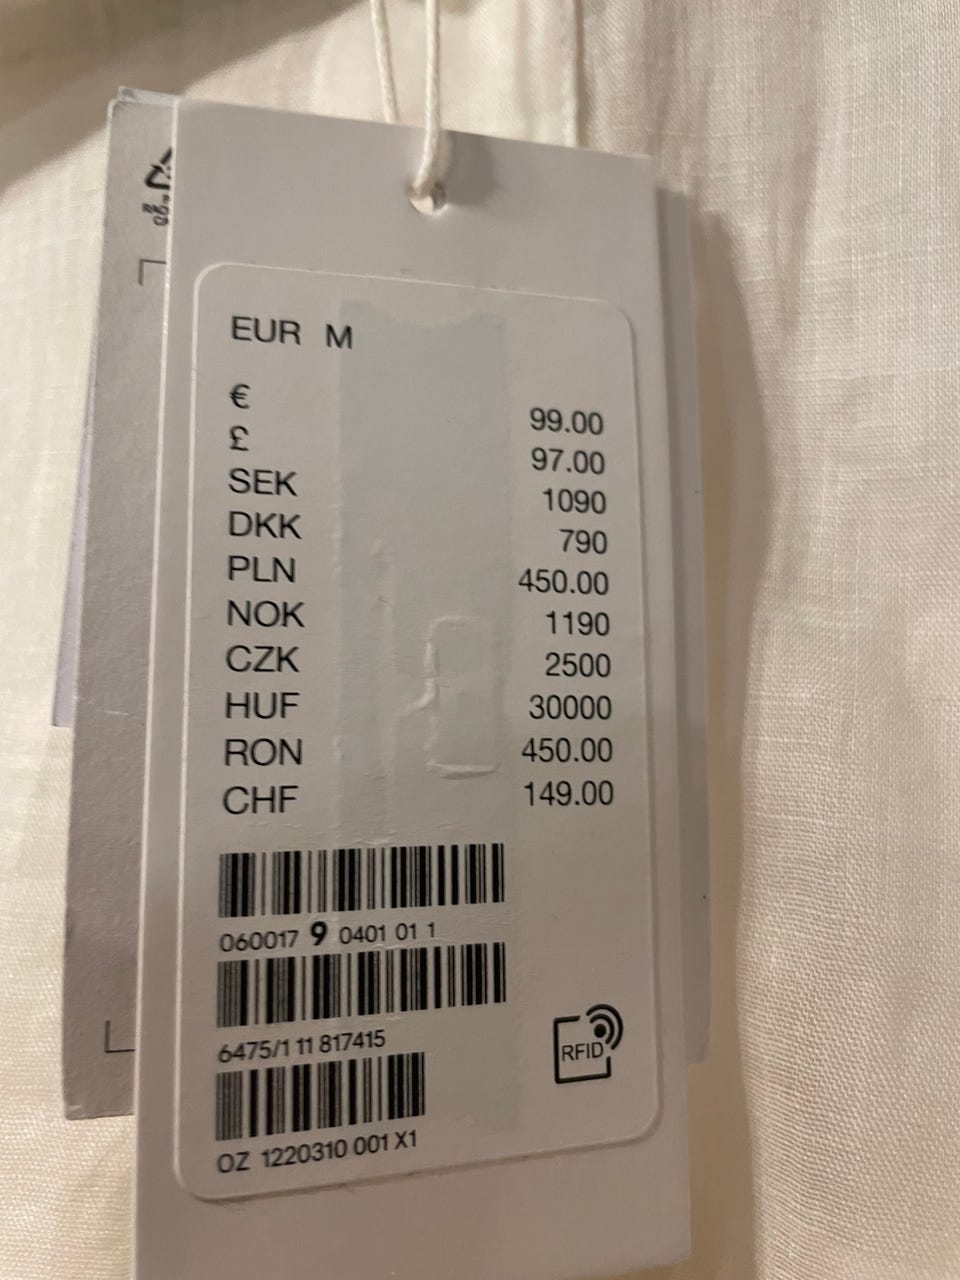 EUR M
€ 99.00
£ 97.00
SEK 1090
DKK 790
PLN 450.00
NOK 1190
CZK 2500
HUF 30000
RON 450.00
CHF 149.00
060017 9 0401 01 1
6475/1 11 817415
RFID
OZ 1220310 001 X1